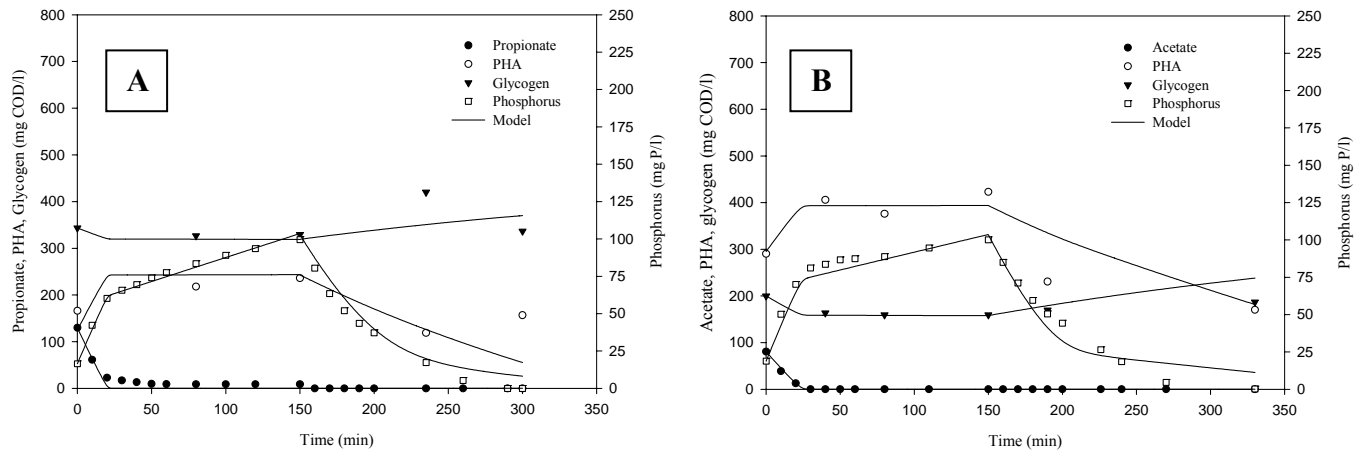 A
Propionate
PHA
Glycogen
Phosphorus
Model
Propionate, PHA, Glycogen (mg COD/l)
Phosphorus (mg P/l)
800
700
600
500
400
300
200
100
0
250
225
200
175
150
125
100
75
50
25
0
0 50 100 150 200 250 300 350
Time (min)
B
Acetate
PHA
Glycogen
Phosphorus
Model
Acetate, PHA, glycogen (mg COD/l)
Phosphorus (mg P/l)
800
700
600
500
400
300
200
100
0
250
225
200
175
150
125
100
75
50
25
0
0 50 100 150 200 250 300 350
Time (min)